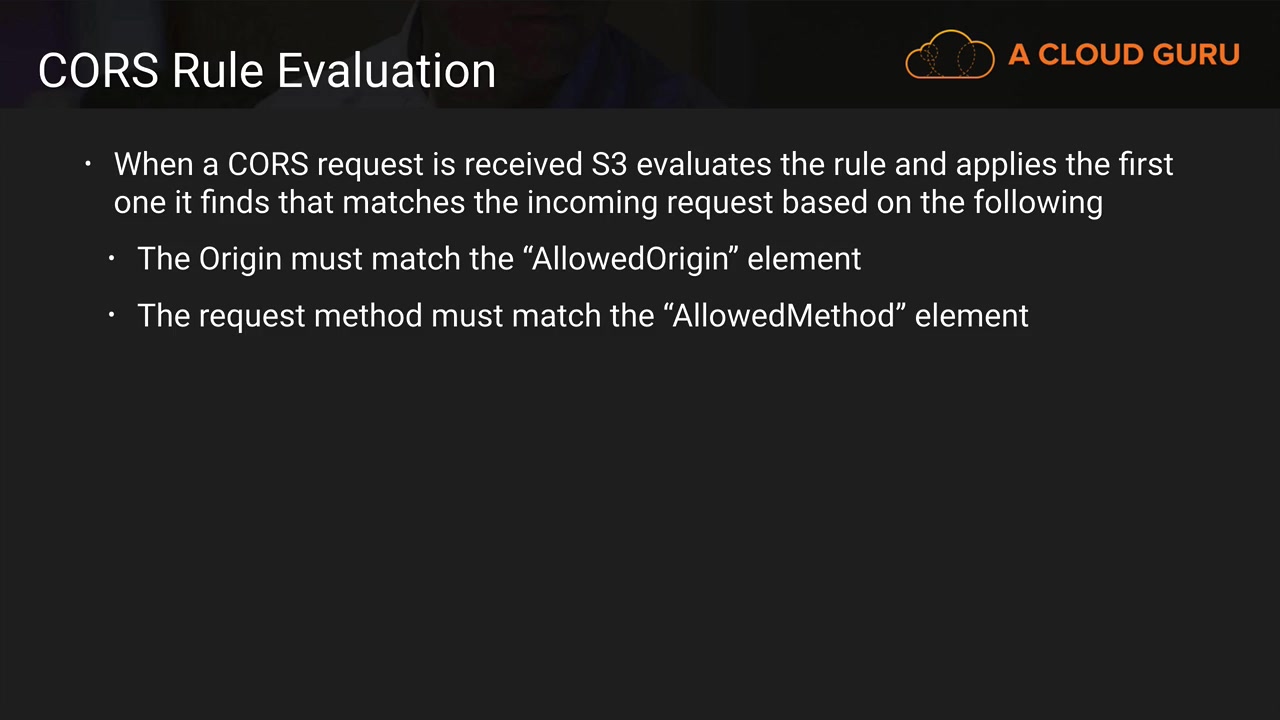 CORS Rule Evaluation
A CLOUD GURU
• When a CORS request is received S3 evaluates the rule and applies the first
one it finds that matches the incoming request based on the following
• The Origin must match the “AllowedOrigin” element
• The request method must match the “AllowedMethod” element